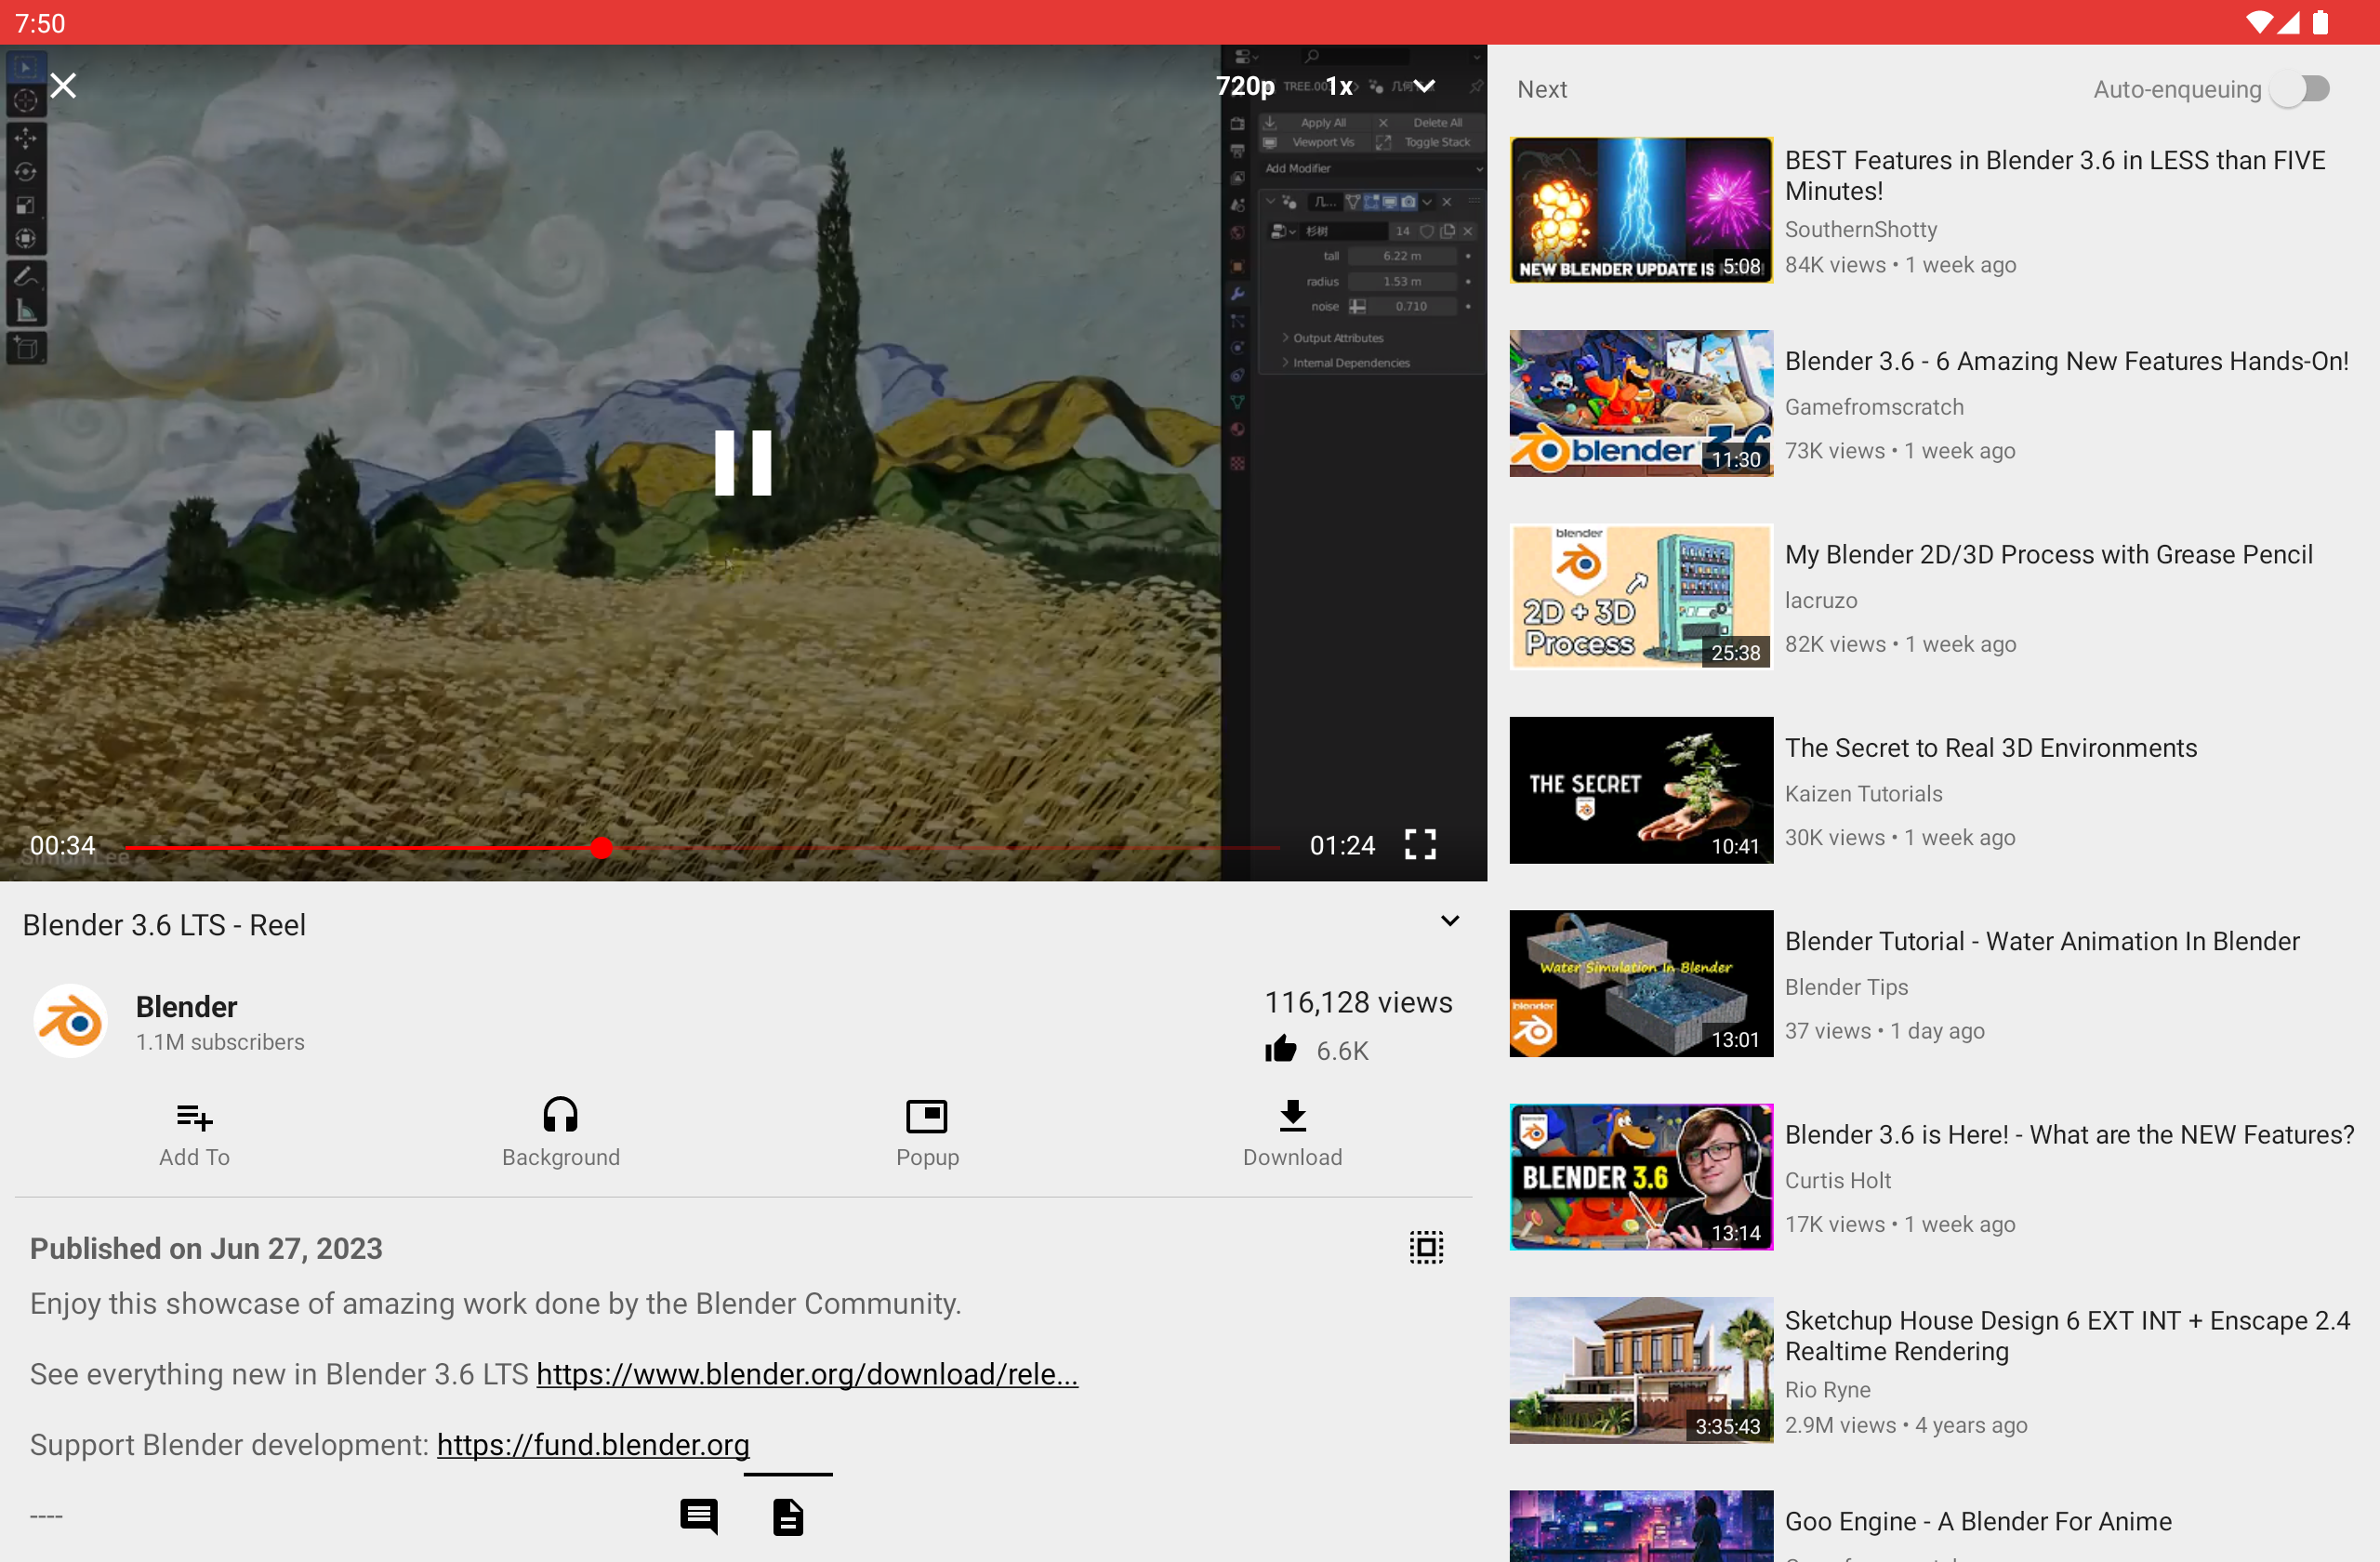 7:50
720p
1x
TREE.00
Apply All
Delete All
Viewport Vis
Toggle Stack
Add Modifier
几...
杉树
14
tall
6.22 m
radius
1.53 m
noise
0.710
Output Attributes
Internal Dependencies
00:34
01:24
Blender 3.6 LTS - Reel
Blender
1.1M subscribers
116,128 views
6.6K
Add To
Background
Popup
Download
Published on Jun 27, 2023
Enjoy this showcase of amazing work done by the Blender Community.
See everything new in Blender 3.6 LTS https://www.blender.org/download/rele...
Support Blender development: https://fund.blender.org
----
Next
Auto-enqueuing
NEW BLENDER UPDATE IS
5:08
BEST Features in Blender 3.6 in LESS than FIVE
Minutes!
SouthernShotty
84K views • 1 week ago
blender 3.6
11:30
Blender 3.6 - 6 Amazing New Features Hands-On!
Gamefromscratch
73K views • 1 week ago
blender
2D + 3D
Process
25:38
My Blender 2D/3D Process with Grease Pencil
lacruzo
82K views • 1 week ago
THE SECRET
10:41
The Secret to Real 3D Environments
Kaizen Tutorials
30K views • 1 week ago
Water Simulation In Blender
blender
13:01
Blender Tutorial - Water Animation In Blender
Blender Tips
37 views • 1 day ago
BLENDER 3.6
13:14
Blender 3.6 is Here! - What are the NEW Features?
Curtis Holt
17K views • 1 week ago
3:35:43
Sketchup House Design 6 EXT INT + Enscape 2.4
Realtime Rendering
Rio Ryne
2.9M views • 4 years ago
Goo Engine - A Blender For Anime